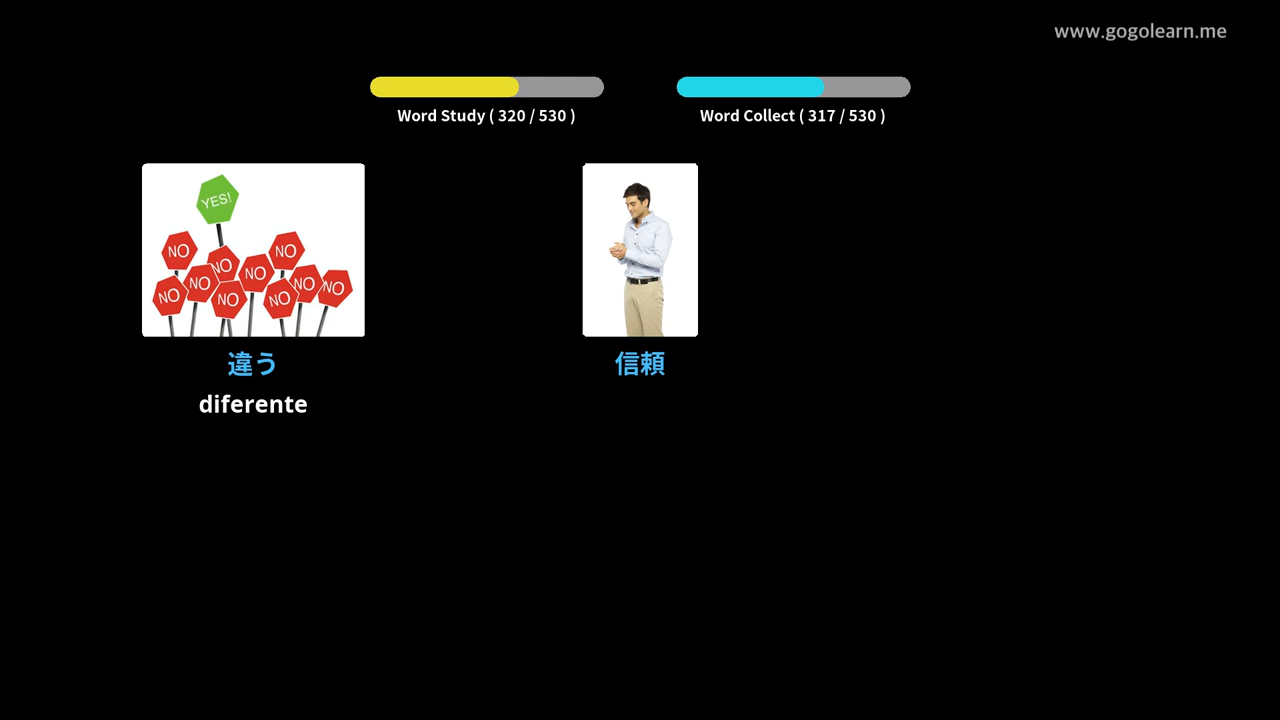 www.gogolearn.me
Word Study ( 320 / 530 )
Word Collect ( 317 / 530 )
YES!
NO
NO
NO
NO
NO
NO
NO
NO
NO
NO
違う
信頼
diferente